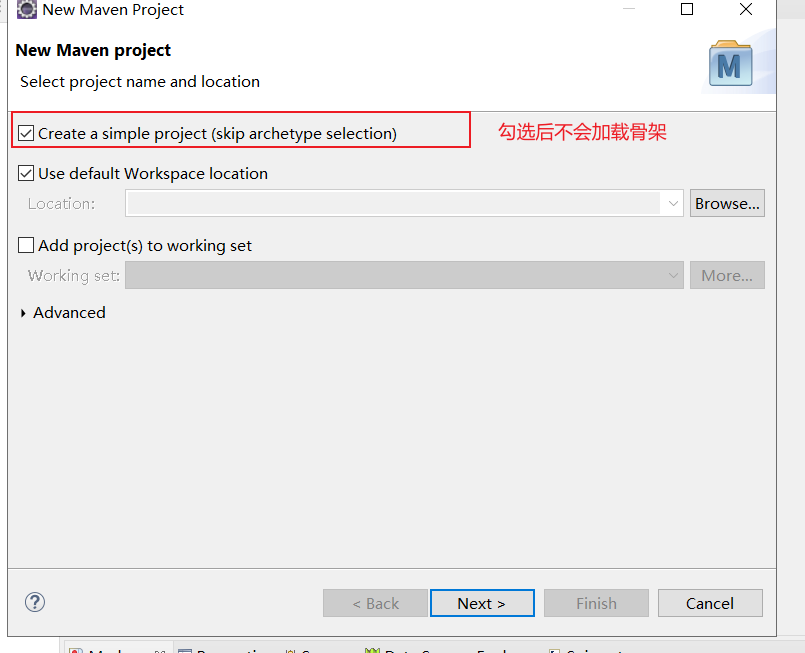 New Maven Project
New Maven project
Select project name and location
Create a simple project (skip archetype selection)
勾选后不会加载骨架
Use default Workspace location
Location:
Browse...
Add project(s) to working set
Working set:
More...
Advanced
< Back
Next >
Finish
Cancel